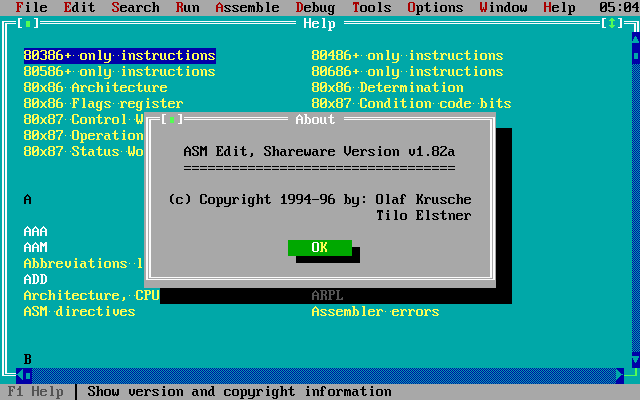 File Edit Search Run Assemble Debug Tools Options Window Help 05:04
Help
80386+ only instructions 80486+ only instructions
80586+ only instructions 80686+ only instructions
80x86 Architecture 80x86 Determination
80x86 Flags register 80x87 Condition code bits
80x87 Control W
80x87 Operation
80x87 Status Wo
About
ASM Edit, Shareware Version v1.82a
==================================
(c) Copyright 1994-96 by: Olaf Krusche
Tilo Elstner
OK
A
AAA
AAM
Abbreviations l
ADD
Architecture, CPU ARPL
ASM directives Assembler errors
B
F1 Help Show version and copyright information